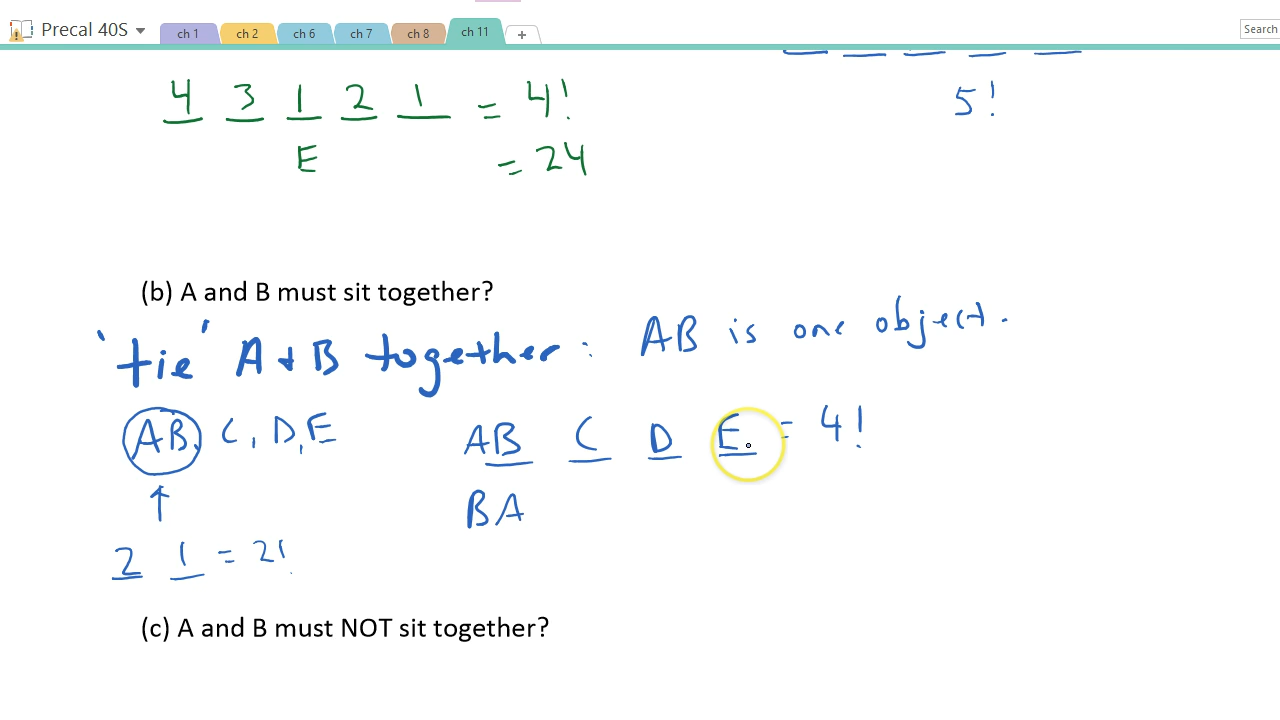 Precal 40S
ch 1 ch 2 ch 6 ch 7 ch 8 ch 11 +
Search
4 3 1 2 1 = 4!
E
= 24
5!
(b) A and B must sit together?
'tie' A + B together: AB is one object.
AB, C, D, E
AB C D E = 4!
BA
2 1 = 2!
(c) A and B must NOT sit together?